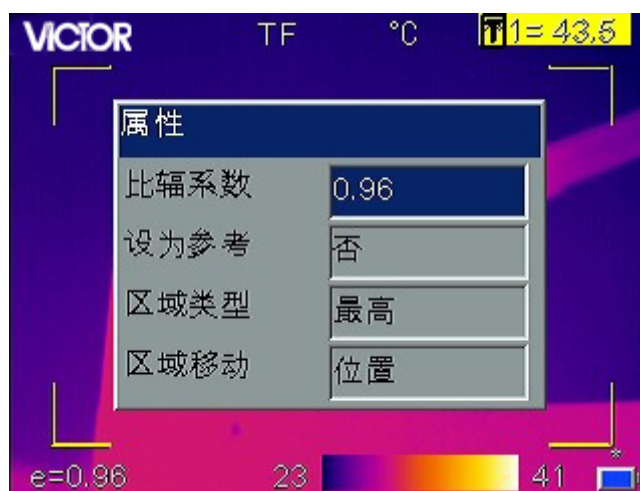 VICTOR TF °C T1= 43.5
属性
比辐系数 0.96
设为参考 否
区域类型 最高
区域移动 位置
e=0.96 23 41